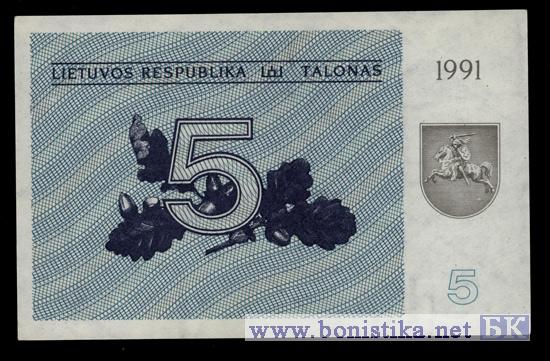 LIETUVOS RESPUBLIKA TALONAS
1991
5
5
www.bonistika.net БК